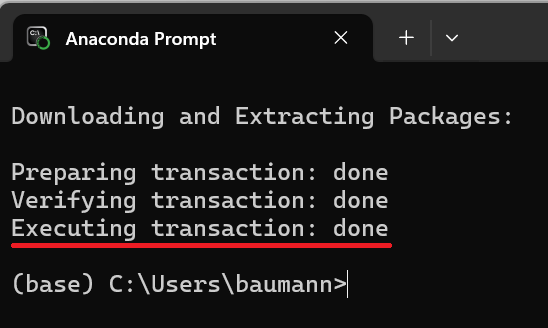 Anaconda Prompt
Downloading and Extracting Packages:
Preparing transaction: done
Verifying transaction: done
Executing transaction: done
(base) C:\Users\baumann>